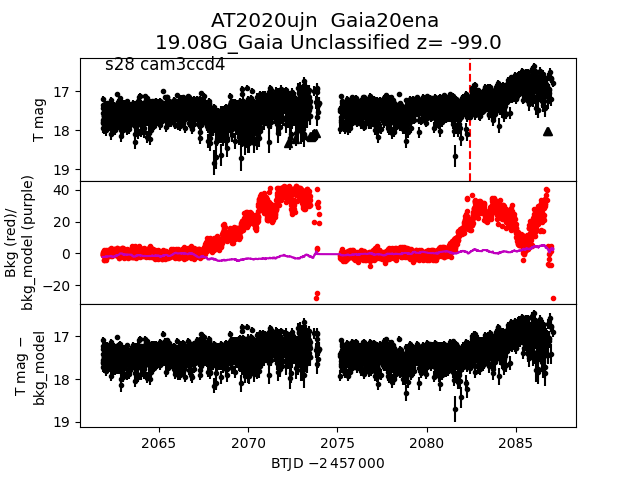 AT2020ujn  Gaia20ena
19.08G_Gaia Unclassified z= -99.0
s28 cam3ccd4
T mag
17
18
19
Bkg (red)/
bkg_model (purple)
40
20
0
−20
T mag −
bkg_model
17
18
19
2065
2070
2075
2080
2085
BTJD −2 457 000